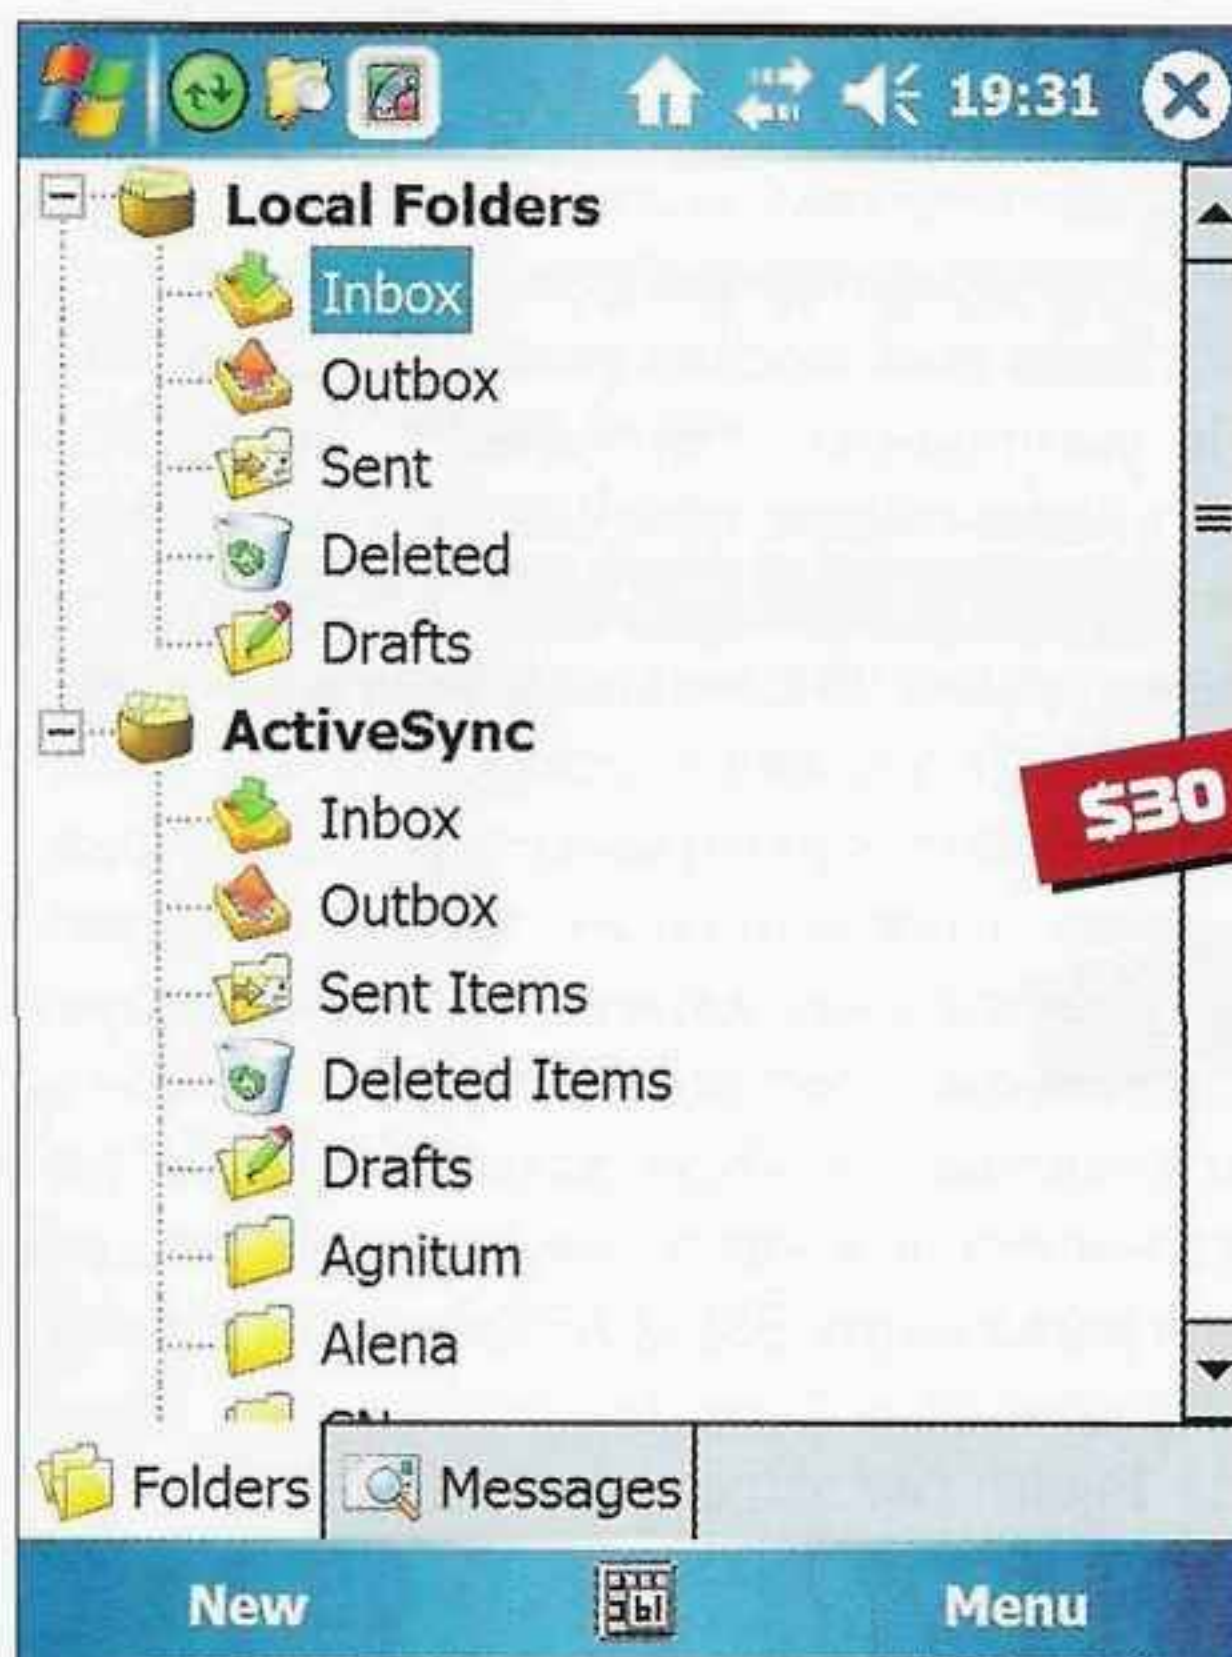 19:31
Local Folders
Inbox
Outbox
Sent
Deleted
Drafts
ActiveSync
$30
Inbox
Outbox
Sent Items
Deleted Items
Drafts
Agnitum
Alena
Folders
Messages
New
Menu